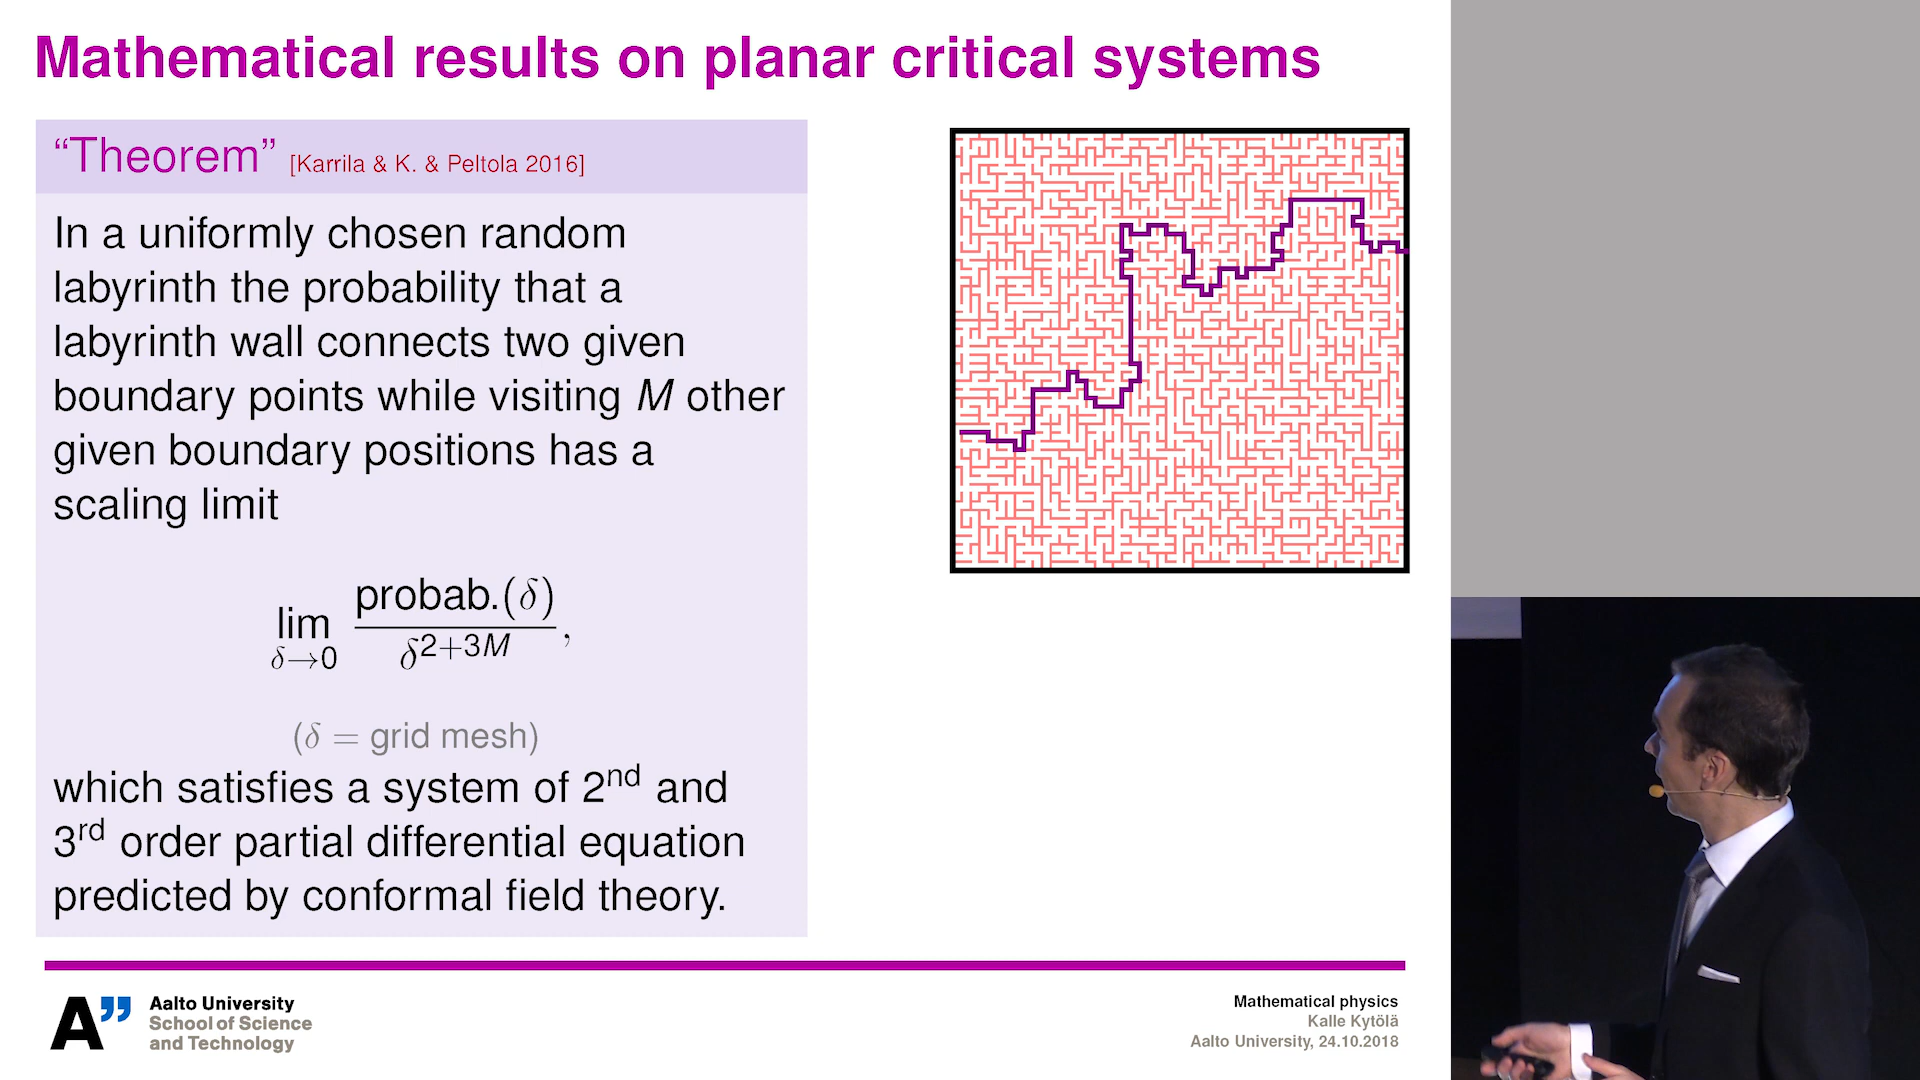 Mathematical results on planar critical systems
“Theorem” [Karrila & K. & Peltola 2016]
In a uniformly chosen random
labyrinth the probability that a
labyrinth wall connects two given
boundary points while visiting M other
given boundary positions has a
scaling limit
lim δ→0 probab.(δ) / δ^{2+3M},
(δ = grid mesh)
which satisfies a system of 2nd and
3rd order partial differential equation
predicted by conformal field theory.
A”
Aalto University
School of Science
and Technology
Mathematical physics
Kalle Kytölä
Aalto University, 24.10.2018